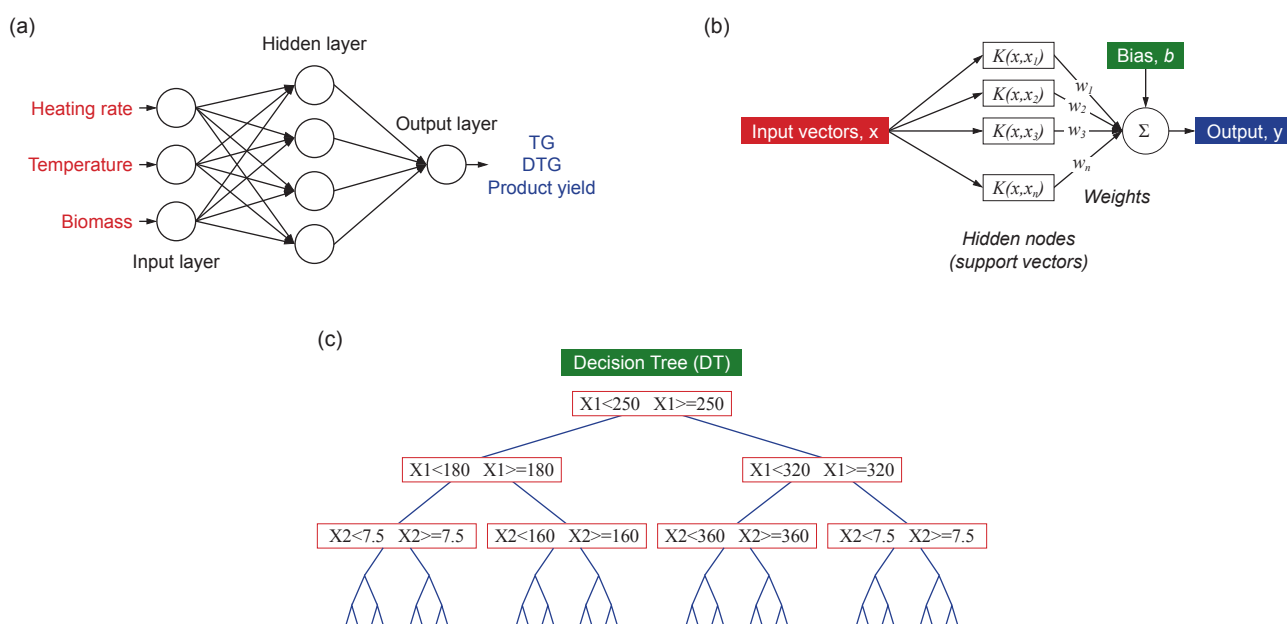 (a)
Hidden layer
Heating rate
Output layer
TG
Temperature
DTG
Product yield
Biomass
Input layer
(b)
K(x,x₁)
Bias, b
w₁
K(x,x₂)
w₂
Input vectors, x
K(x,x₃)
w₃
Σ
Output, y
wₙ
K(x,xₙ)
Weights
Hidden nodes
(support vectors)
(c)
Decision Tree (DT)
X1<250 X1>=250
X1<180 X1>=180
X1<320 X1>=320
X2<7.5 X2>=7.5
X2<160 X2>=160
X2<360 X2>=360
X2<7.5 X2>=7.5